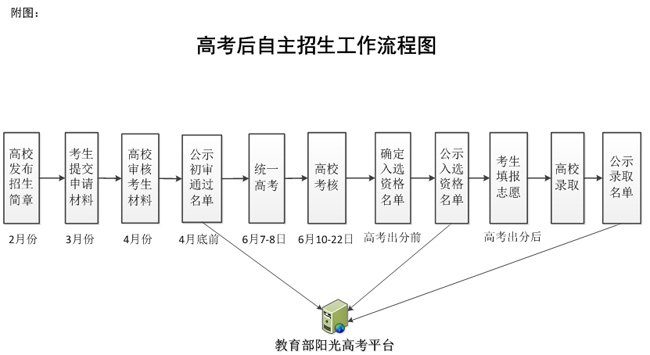 附图：
高考后自主招生工作流程图
高校
发布
招生
简章
考生
提交
申请
材料
高校
审核
考生
材料
公示
初审
通过
名单
统一
高考
高校
考核
确定
入选
资格
名单
公示
入选
资格
名单
考生
填报
志愿
高校
录取
公示
录取
名单
2月份
3月份
4月份
4月底前
6月7-8日
6月10-22日
高考出分前
高考出分后
教育部阳光高考平台